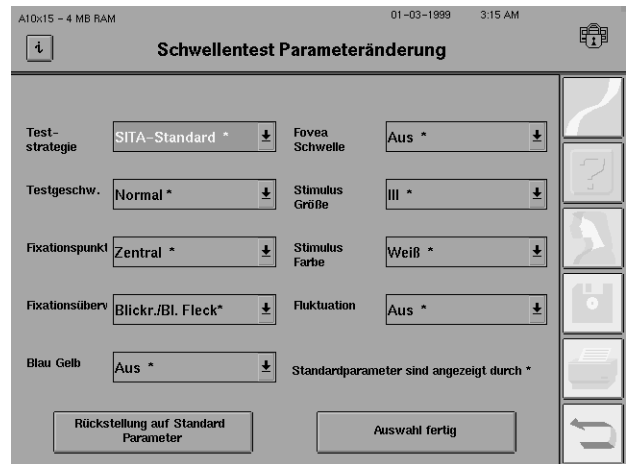 A10x15 – 4 MB RAM
01–03–1999 3:15 AM
i
Schwellentest Parameteränderung
Test-
strategie
SITA–Standard *
Fovea
Schwelle
Aus *
Testgeschw.
Normal *
Stimulus
Größe
III *
Fixationspunkt
Zentral *
Stimulus
Farbe
Weiß *
Fixationsüberv
Blickr./Bl. Fleck*
Fluktuation
Aus *
Blau Gelb
Aus *
Standardparameter sind angezeigt durch *
Rückstellung auf Standard
Parameter
Auswahl fertig
?